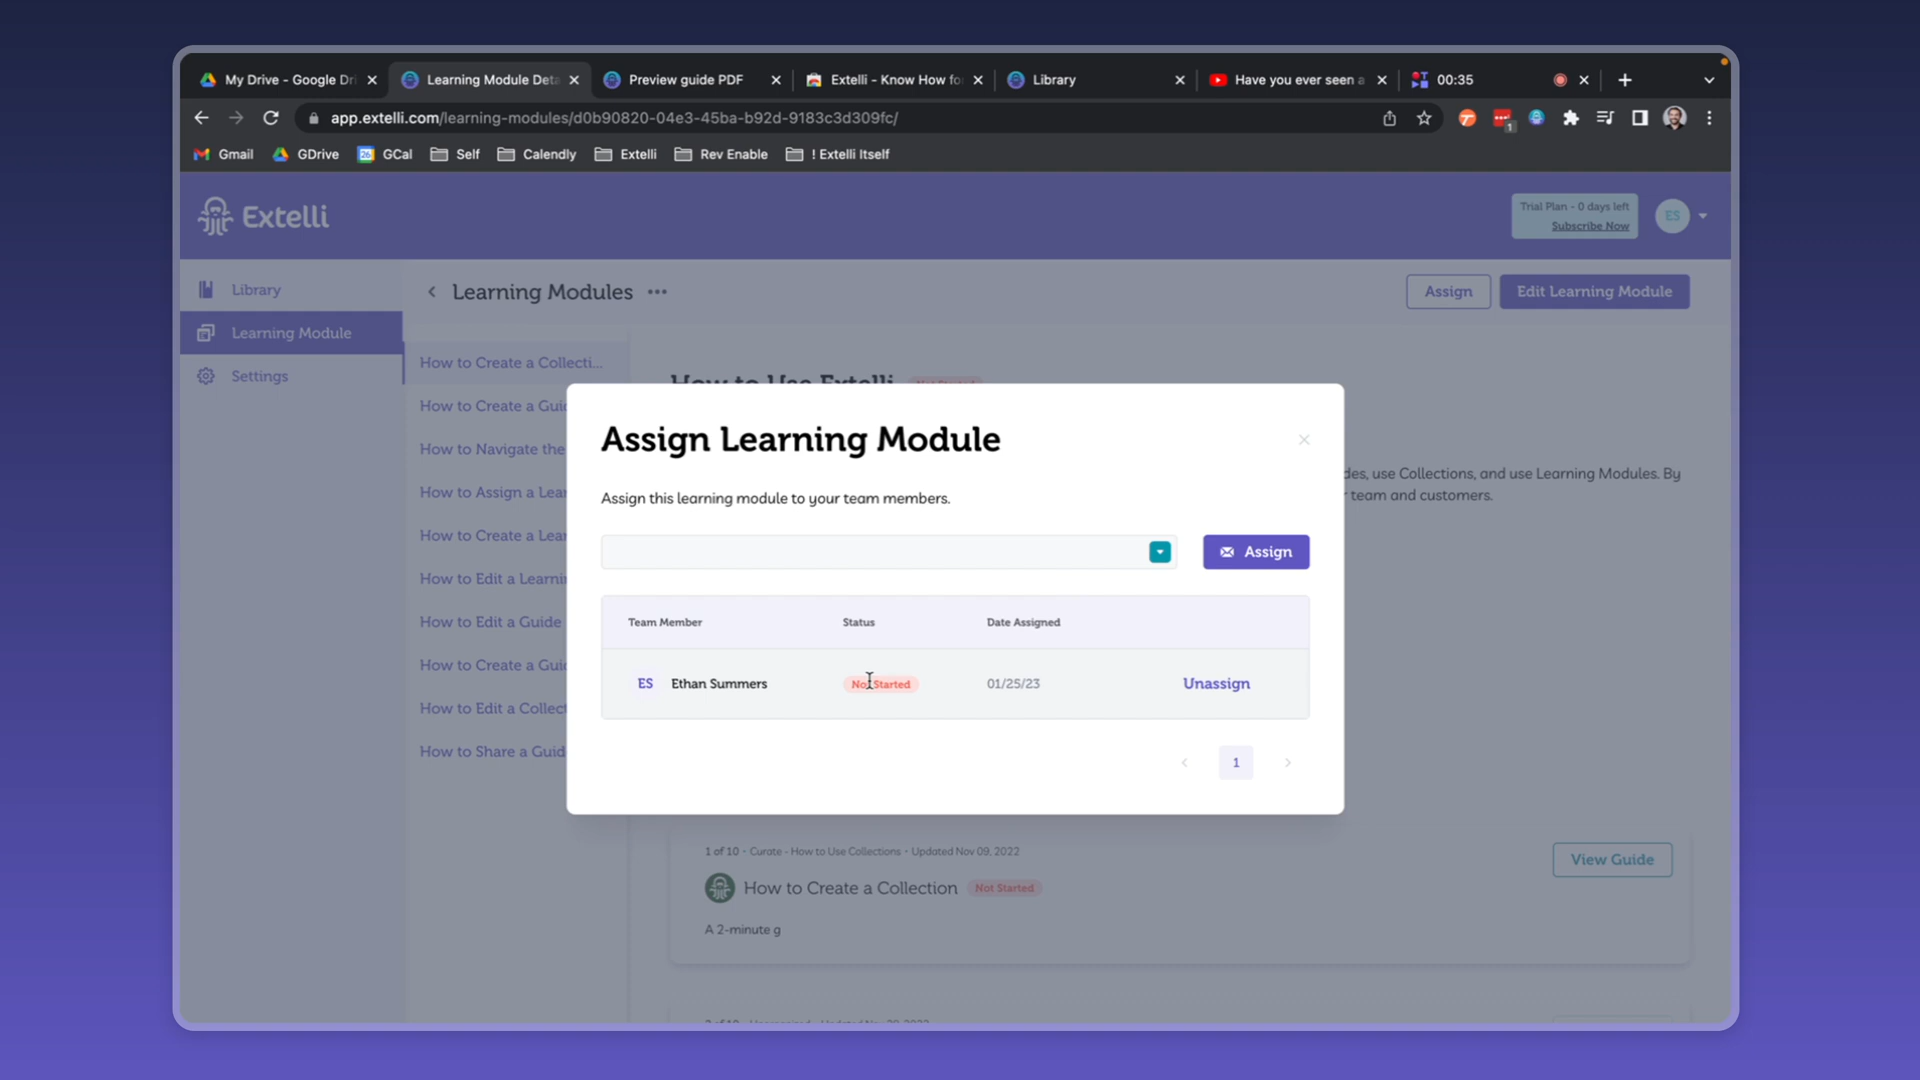 My Drive - Google Dri
Learning Module Deta
Preview guide PDF
Extelli - Know How fo
Library
Have you ever seen a
00:35
app.extelli.com/learning-modules/d0b90820-04e3-45ba-b92d-9183c3d309fc/
1
Gmail
GDrive
26
GCal
Self
Calendly
Extelli
Rev Enable
! Extelli Itself
Extelli
Trial Plan - 0 days left
Subscribe Now
ES
Library
Learning Module
Settings
Learning Modules
Assign
Edit Learning Module
How to Create a Collecti...
How to Create a Guid
How to Navigate the
How to Assign a Lear
How to Create a Lear
How to Edit a Learnin
How to Edit a Guide
How to Create a Guid
How to Edit a Collect
How to Share a Guid
How to Use Extelli
Not Started
des, use Collections, and use Learning Modules. By
team and customers.
Assign Learning Module
Assign this learning module to your team members.
Assign
Team Member
Status
Date Assigned
ES
Ethan Summers
Not Started
01/25/23
Unassign
1
1 of 10 - Curate - How to Use Collections - Updated Nov 09, 2022
View Guide
How to Create a Collection
Not Started
A 2-minute g